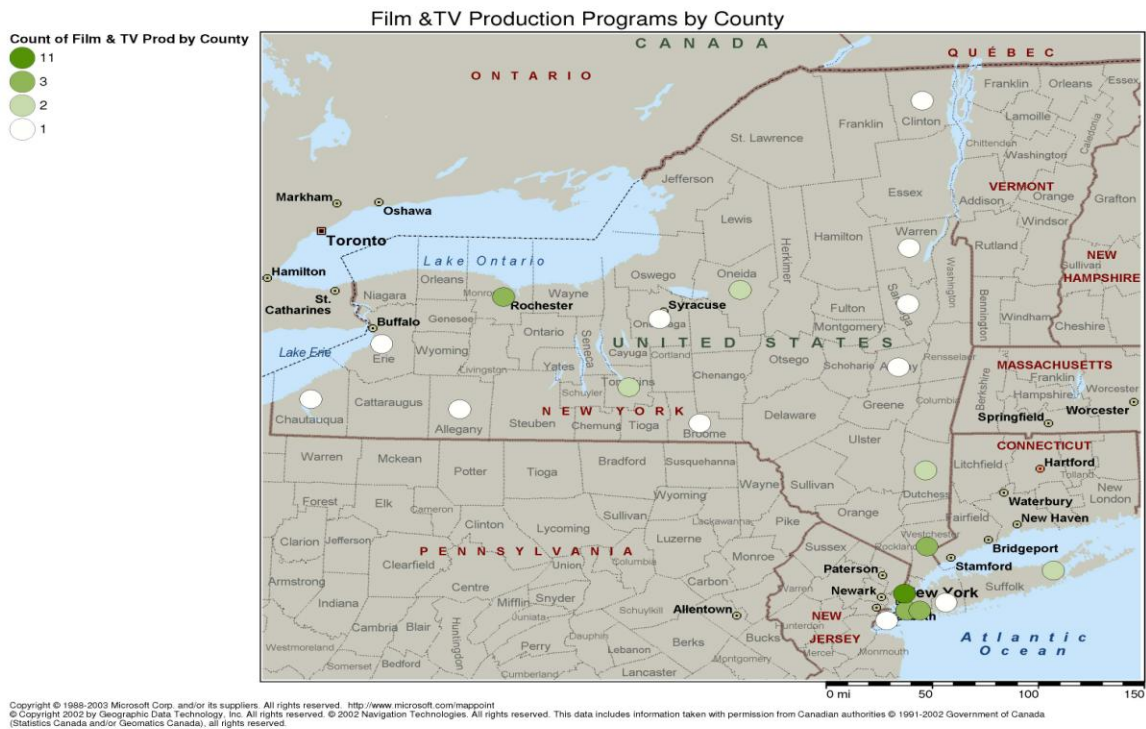 Film &TV Production Programs by County
Count of Film & TV Prod by County
11
3
2
1
CANADA
QUÉBEC
ONTARIO
Franklin
Orleans
Essex
Franklin
Clinton
Lamoille
Caledonia
St. Lawrence
Chittenden
Washington
Jefferson
Essex
VERMONT
Addison
Orange
Grafton
Markham
Oshawa
Lewis
Hamilton
Warren
Windsor
Toronto
Herkimer
Rutland
Lake Ontario
NEW
HAMPSHIRE
Sullivan
Hamilton
Oswego
Oneida
Washington
Orleans
Niagara
Wayne
Rochester
St.
Catharines
Syracuse
Fulton
Bennington
Windham
Cheshire
Buffalo
Genesee
Ontario
Montgomery
Lake Erie
Erie
Wyoming
Seneca
Cayuga
Cortland
UNITED STATES
Otsego
Schoharie
Rensselaer
MASSACHUSETTS
Livingston
Yates
Chenango
Berkshire
Franklin
Hampshire
Worcester
Worcester
Springfield
Schuyler
Chautauqua
Cattaraugus
Allegany
Steuben
Chemung
Tioga
Broome
NEW YORK
Delaware
Greene
Columbia
Ulster
CONNECTICUT
Hartford
Litchfield
Tolland
New
London
Waterbury
New Haven
Warren
Mckean
Potter
Tioga
Bradford
Susquehanna
Wayne
Sullivan
Dutchess
Orange
Fairfield
Forest
Elk
Cameron
Wyoming
Sullivan
Lackawanna
Pike
Clinton
Lycoming
Luzerne
Westchester
Rockland
Bridgeport
Stamford
Clarion
Jefferson
Clearfield
PENNSYLVANIA
Union
Columbia
Monroe
Sussex
Suffolk
Armstrong
Centre
Carbon
Paterson
Warren
Newark
Indiana
Mifflin
Snyder
Juniata
Schuylkill
Allentown
Hunterdon
NEW
JERSEY
Cambria
Blair
Huntingdon
Dauphin
Berks
Bucks
Mercer
Monmouth
Westmoreland
Perry
Lebanon
Somerset
Bedford
Cumberland
Lancaster
Montgomery
Atlantic
Ocean
0 mi
50
100
150
Copyright © 1988-2003 Microsoft Corp. and/or its suppliers. All rights reserved. http://www.microsoft.com/mappoint
© Copyright 2002 by Geographic Data Technology, Inc. All rights reserved. © 2002 Navigation Technologies. All rights reserved. This data includes information taken with permission from Canadian authorities © 1991-2002 Government of Canada
(Statistics Canada and/or Geomatics Canada), all rights reserved.